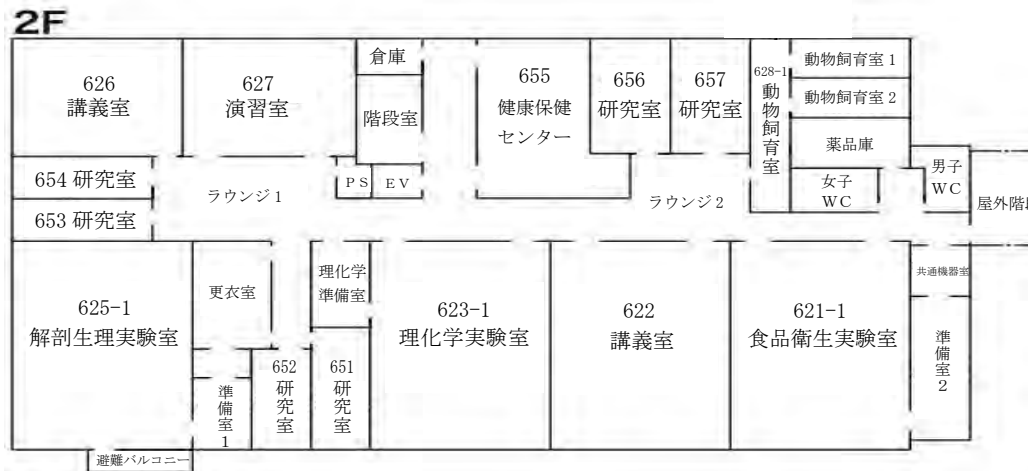 2F
626
講義室
627
演習室
倉庫
階段室
655
健康保健
センター
656
研究室
657
研究室
628-1
動物飼育室
動物飼育室 1
動物飼育室 2
薬品庫
女子
WC
男子
WC
屋外階段
654 研究室
653 研究室
ラウンジ 1
PS
EV
ラウンジ 2
625-1
解剖生理実験室
更衣室
理化学
準備室
623-1
理化学実験室
622
講義室
621-1
食品衛生実験室
共通機器室
準備室2
準備室1
652
研究室
651
研究室
避難バルコニー